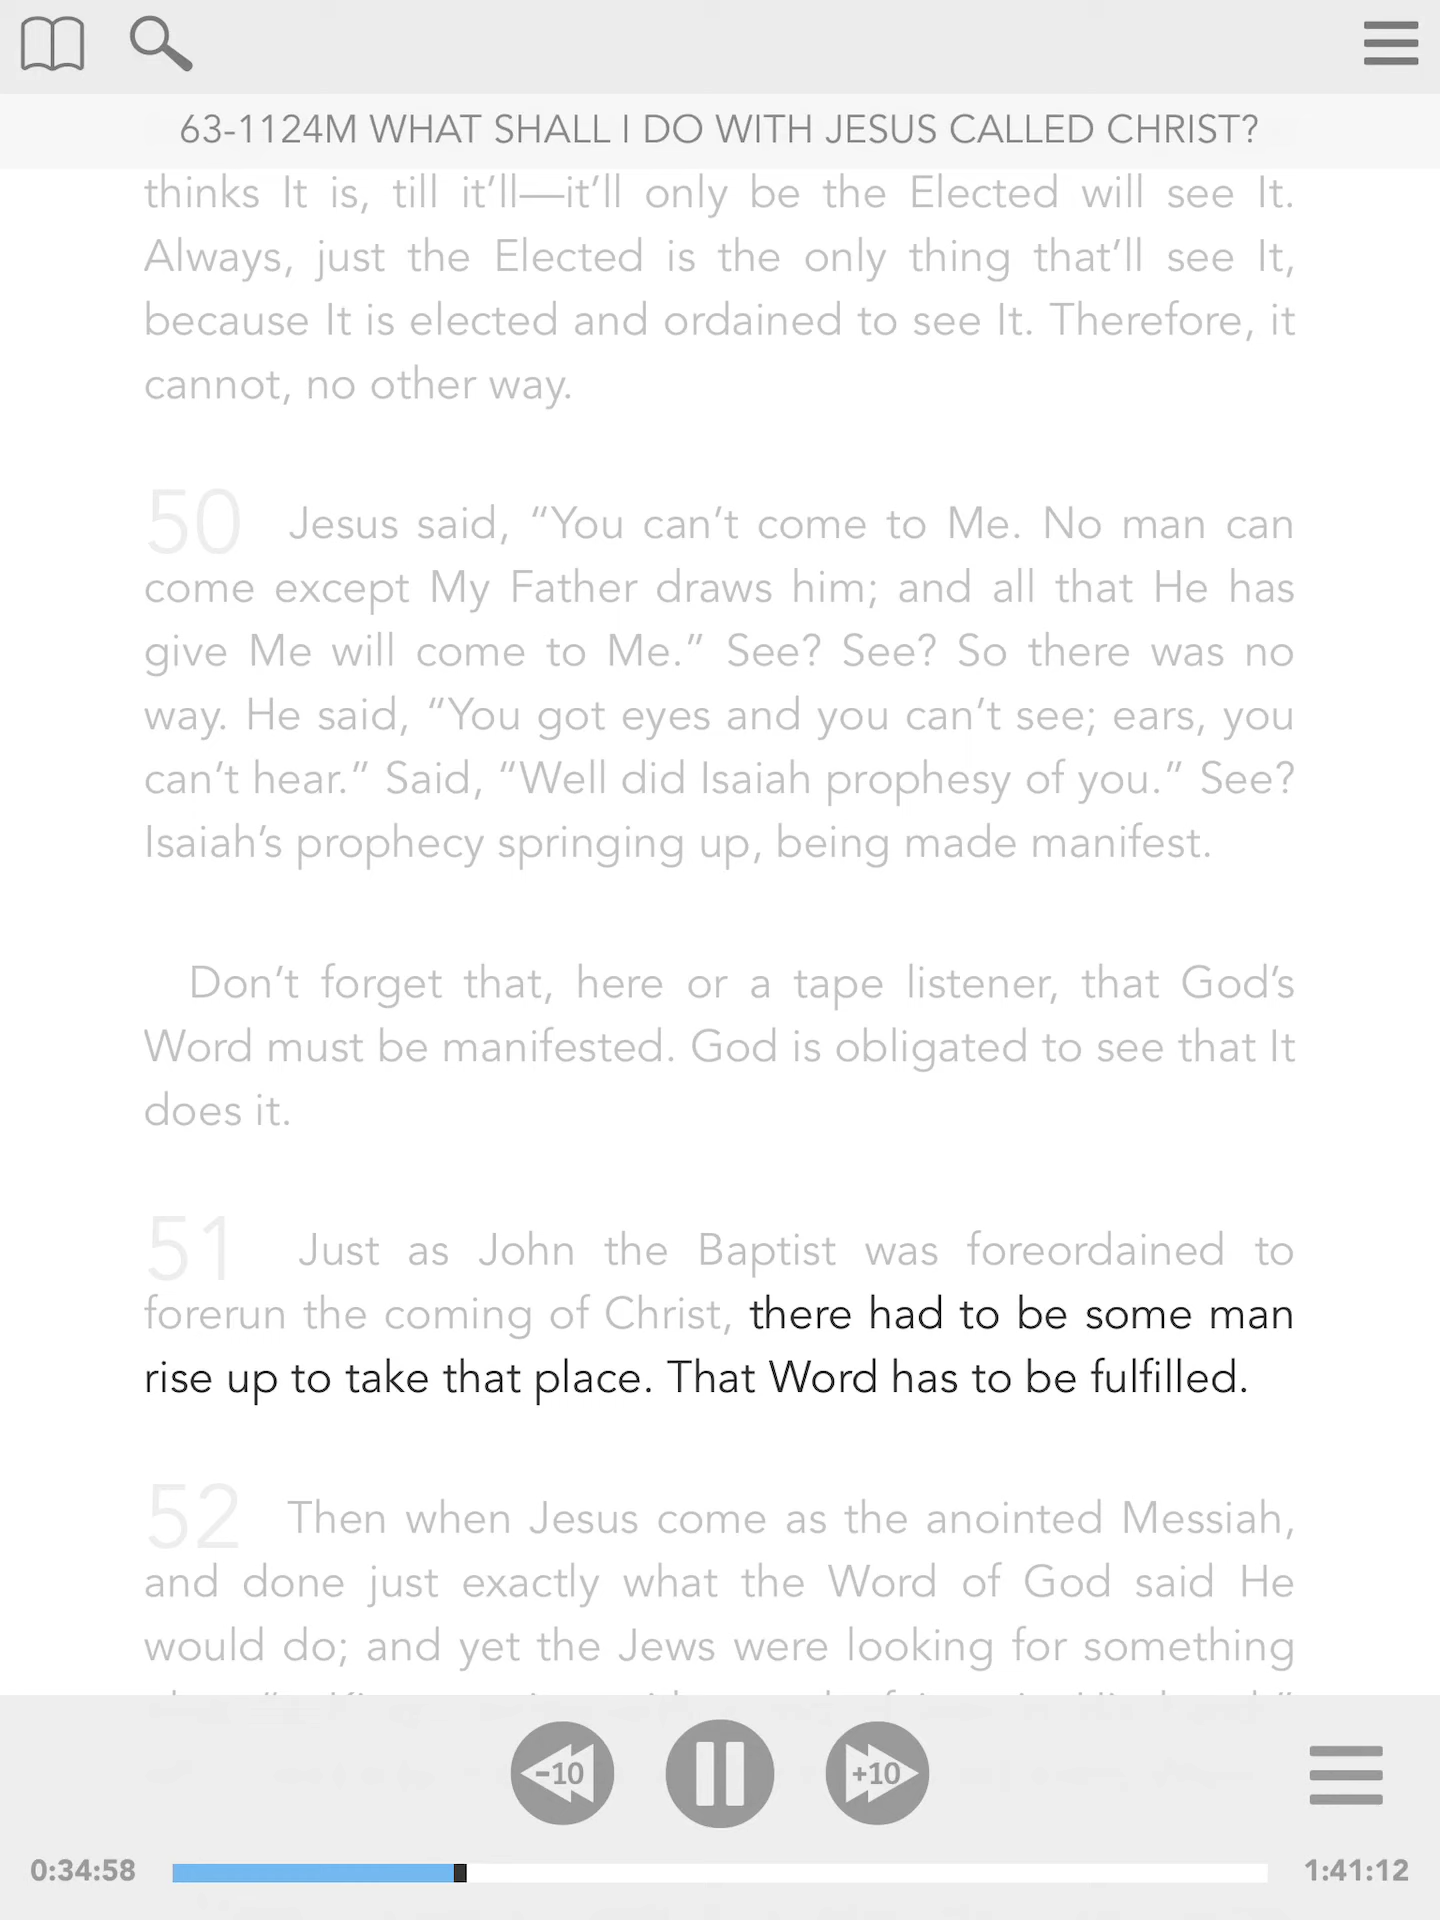 63-1124M WHAT SHALL I DO WITH JESUS CALLED CHRIST?
thinks It is, till it’ll—it’ll only be the Elected will see It.
Always, just the Elected is the only thing that’ll see It,
because It is elected and ordained to see It. Therefore, it
cannot, no other way.
50 Jesus said, “You can’t come to Me. No man can
come except My Father draws him; and all that He has
give Me will come to Me.” See? See? So there was no
way. He said, “You got eyes and you can’t see; ears, you
can’t hear.” Said, “Well did Isaiah prophesy of you.” See?
Isaiah’s prophecy springing up, being made manifest.
Don’t forget that, here or a tape listener, that God’s
Word must be manifested. God is obligated to see that It
does it.
51 Just as John the Baptist was foreordained to
forerun the coming of Christ, there had to be some man
rise up to take that place. That Word has to be fulfilled.
52 Then when Jesus come as the anointed Messiah,
and done just exactly what the Word of God said He
would do; and yet the Jews were looking for something
-10 +10
0:34:58 1:41:12